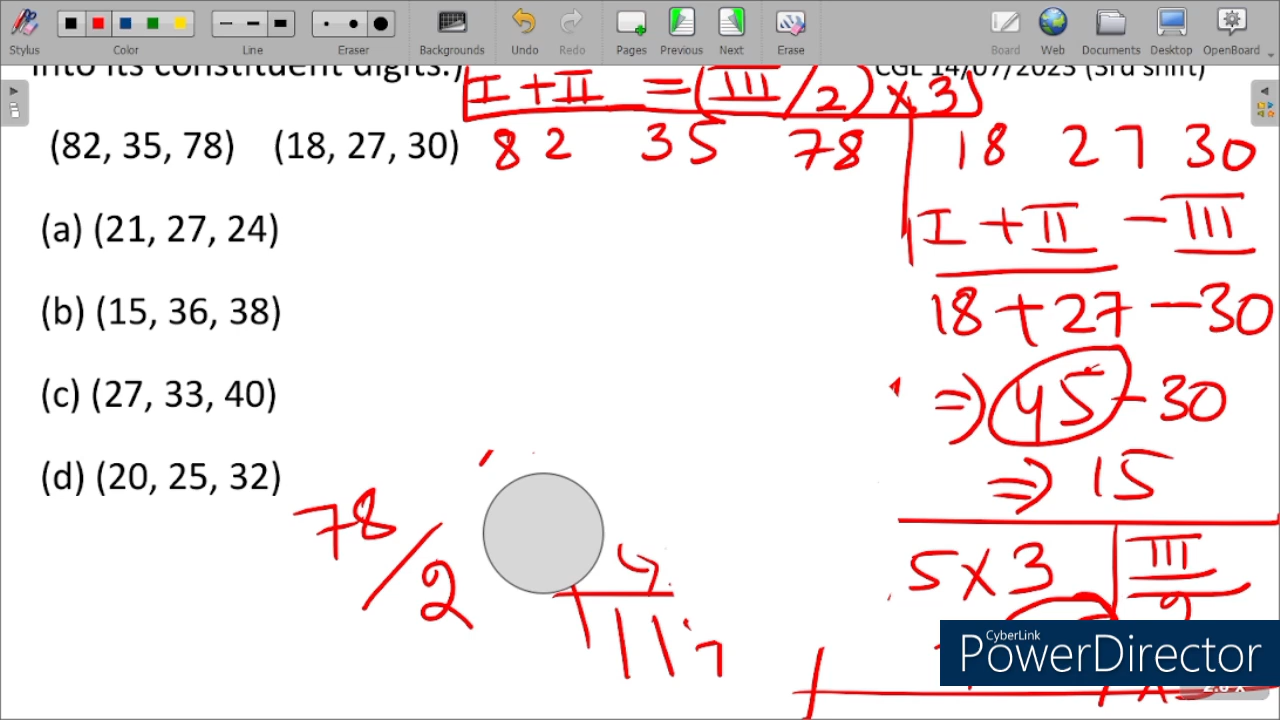 Stylus Color Line Eraser Backgrounds Undo Redo Pages Previous Next Erase Board Web Documents Desktop OpenBoard
into its constituent digits.) CGL 14/07/2023 (3rd shift)
I + II = (III/2) × 3
(82, 35, 78) (18, 27, 30) 82 35 78 18 27 30
(a) (21, 27, 24) I + II - III
(b) (15, 36, 38) 18 + 27 - 30
(c) (27, 33, 40) => 45 - 30
(d) (20, 25, 32) => 15
78/2
5 × 3 III
CyberLink
PowerDirector